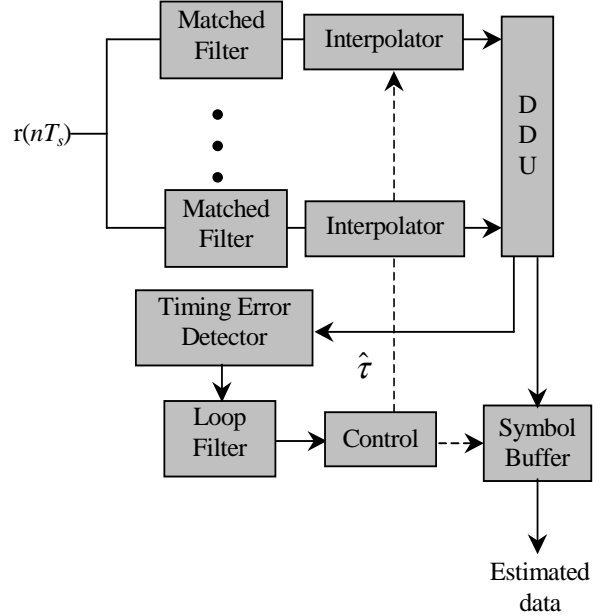 Matched
Filter
Interpolator
D
D
U
r(nTₛ)
Matched
Filter
Interpolator
Timing Error
Detector
τ̂
Loop
Filter
Control
Symbol
Buffer
Estimated
data